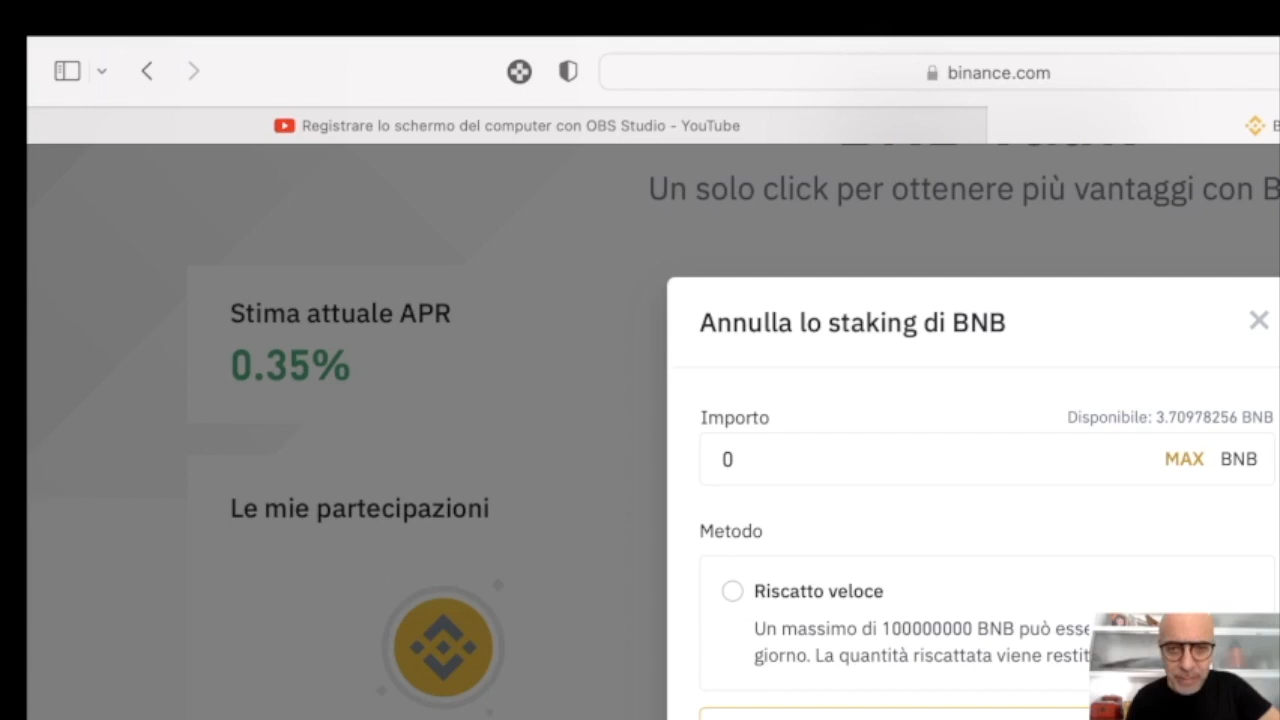 binance.com
Registrare lo schermo del computer con OBS Studio - YouTube
Un solo click per ottenere più vantaggi con B
Stima attuale APR
0.35%
Annulla lo staking di BNB
Importo
Disponibile: 3.70978256 BNB
0
MAX BNB
Le mie partecipazioni
Metodo
Riscatto veloce
Un massimo di 100000000 BNB può esse
giorno. La quantità riscattata viene restit